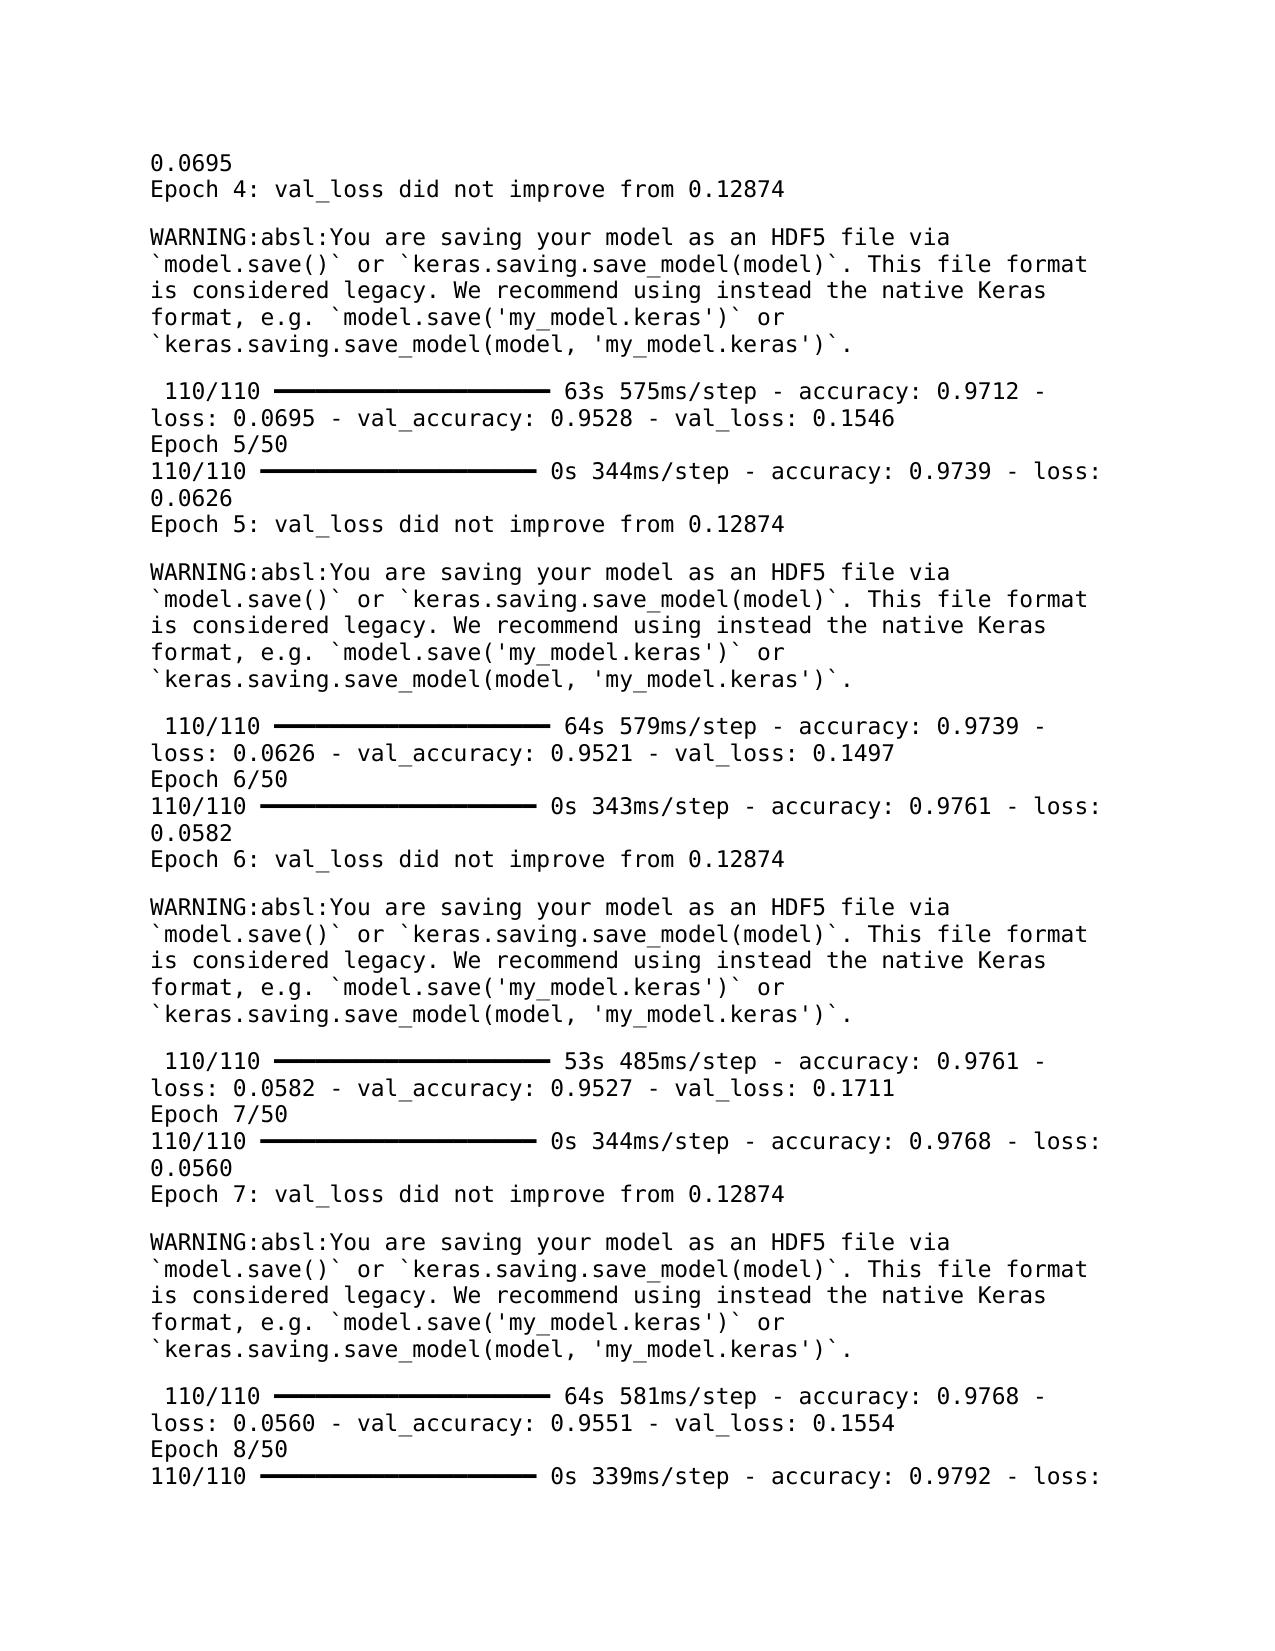 0.0695
Epoch 4: val_loss did not improve from 0.12874
WARNING:absl:You are saving your model as an HDF5 file via
`model.save()` or `keras.saving.save_model(model)`. This file format
is considered legacy. We recommend using instead the native Keras
format, e.g. `model.save('my_model.keras')` or
`keras.saving.save_model(model, 'my_model.keras')`.
110/110 ━━━━━━━━━━━━━━━━━━━━ 63s 575ms/step - accuracy: 0.9712 -
loss: 0.0695 - val_accuracy: 0.9528 - val_loss: 0.1546
Epoch 5/50
110/110 ━━━━━━━━━━━━━━━━━━━━ 0s 344ms/step - accuracy: 0.9739 - loss:
0.0626
Epoch 5: val_loss did not improve from 0.12874
WARNING:absl:You are saving your model as an HDF5 file via
`model.save()` or `keras.saving.save_model(model)`. This file format
is considered legacy. We recommend using instead the native Keras
format, e.g. `model.save('my_model.keras')` or
`keras.saving.save_model(model, 'my_model.keras')`.
110/110 ━━━━━━━━━━━━━━━━━━━━ 64s 579ms/step - accuracy: 0.9739 -
loss: 0.0626 - val_accuracy: 0.9521 - val_loss: 0.1497
Epoch 6/50
110/110 ━━━━━━━━━━━━━━━━━━━━ 0s 343ms/step - accuracy: 0.9761 - loss:
0.0582
Epoch 6: val_loss did not improve from 0.12874
WARNING:absl:You are saving your model as an HDF5 file via
`model.save()` or `keras.saving.save_model(model)`. This file format
is considered legacy. We recommend using instead the native Keras
format, e.g. `model.save('my_model.keras')` or
`keras.saving.save_model(model, 'my_model.keras')`.
110/110 ━━━━━━━━━━━━━━━━━━━━ 53s 485ms/step - accuracy: 0.9761 -
loss: 0.0582 - val_accuracy: 0.9527 - val_loss: 0.1711
Epoch 7/50
110/110 ━━━━━━━━━━━━━━━━━━━━ 0s 344ms/step - accuracy: 0.9768 - loss:
0.0560
Epoch 7: val_loss did not improve from 0.12874
WARNING:absl:You are saving your model as an HDF5 file via
`model.save()` or `keras.saving.save_model(model)`. This file format
is considered legacy. We recommend using instead the native Keras
format, e.g. `model.save('my_model.keras')` or
`keras.saving.save_model(model, 'my_model.keras')`.
110/110 ━━━━━━━━━━━━━━━━━━━━ 64s 581ms/step - accuracy: 0.9768 -
loss: 0.0560 - val_accuracy: 0.9551 - val_loss: 0.1554
Epoch 8/50
110/110 ━━━━━━━━━━━━━━━━━━━━ 0s 339ms/step - accuracy: 0.9792 - loss: